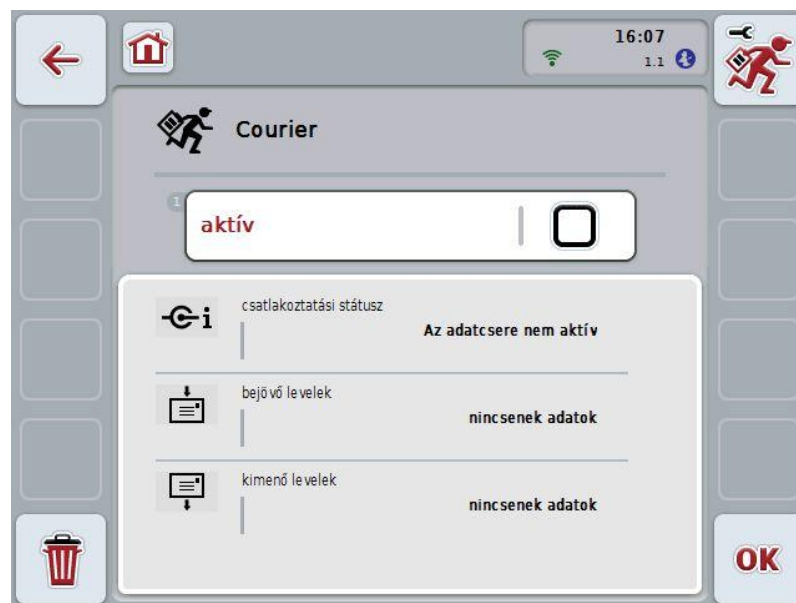 16:07
1.1
Courier
1
aktív
csatlakoztatási státusz
Az adatcsere nem aktív
bejövő levelek
nincsenek adatok
kimenő levelek
nincsenek adatok
OK